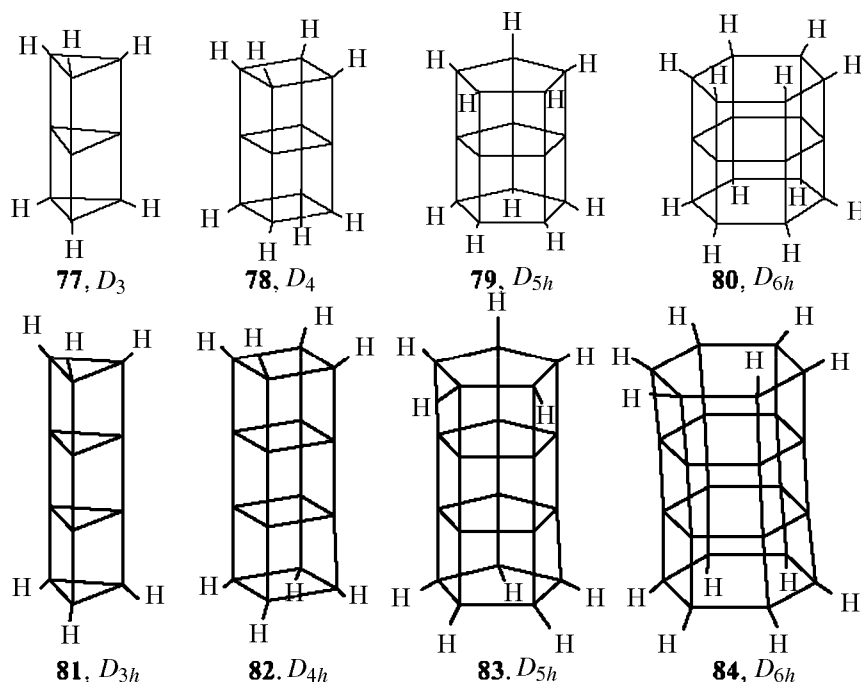 H H H H
H H H H H H
H H H H H
H H
H H
H H H
H H H H H H H H
H H H H H H H
77, D3 78, D4 79, D5h 80, D6h
H H H H
H H H H H H H H
H H H
H H H
H H H H
H H H H H H H H
H H H H H H
81, D3h 82. D4h 83. D5h 84, D6h